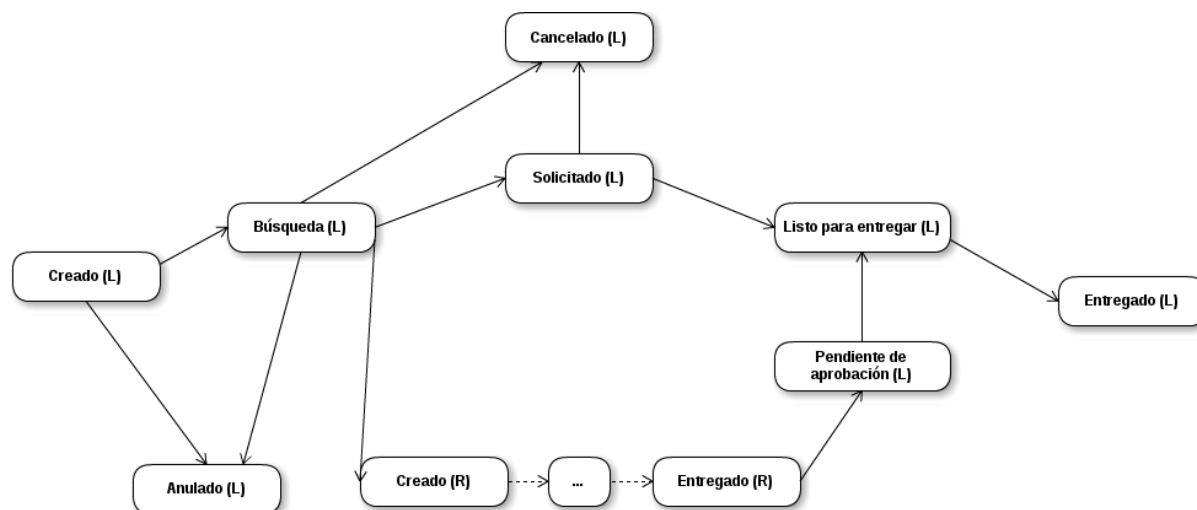 Cancelado (L)
Solicitado (L)
Búsqueda (L)
Listo para entregar (L)
Creado (L)
Entregado (L)
Pendiente de
aprobación (L)
Anulado (L)
Creado (R)
...
Entregado (R)